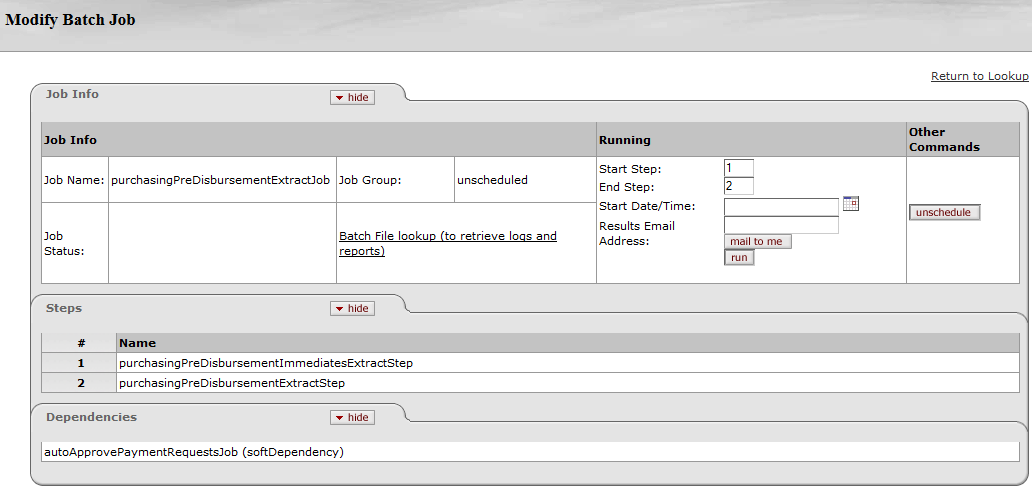 Modify Batch Job
Return to Lookup
Job Info
hide
Job Info
Running
Other
Commands
Job Name:
purchasingPreDisbursementExtractJob
Job Group:
unscheduled
Start Step:
1
End Step:
2
Start Date/Time:
Results Email
Address:
mail to me
run
unschedule
Job
Status:
Batch File lookup (to retrieve logs and
reports)
Steps
hide
# Name
1 purchasingPreDisbursementImmediatesExtractStep
2 purchasingPreDisbursementExtractStep
Dependencies
hide
autoApprovePaymentRequestsJob (softDependency)